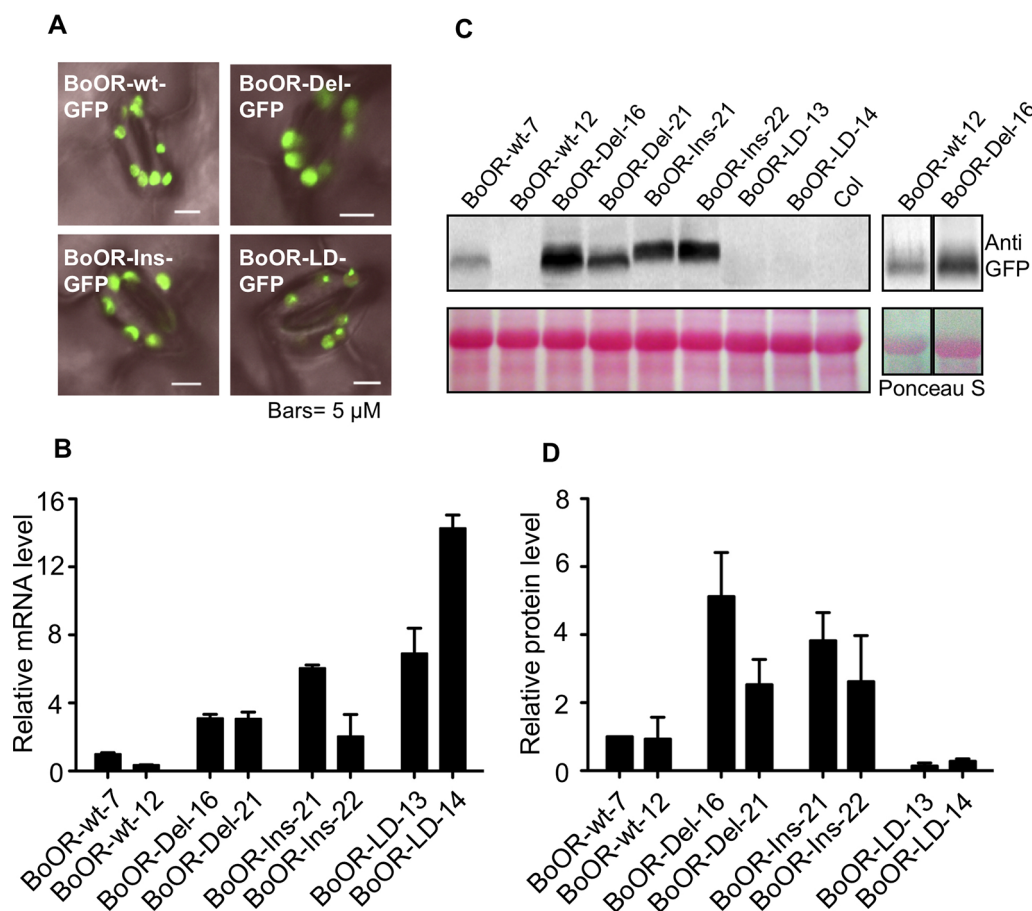 A
BoOR-wt-
GFP
BoOR-Del-
GFP
BoOR-Ins-
GFP
BoOR-LD-
GFP
Bars= 5 µM
C
BoOR-wt-7
BoOR-wt-12
BoOR-Del-16
BoOR-Del-21
BoOR-Ins-21
BoOR-Ins-22
BoOR-LD-13
BoOR-LD-14
Col
BoOR-wt-12
BoOR-Del-16
Anti
GFP
Ponceau S
B
Relative mRNA level
16
12
8
4
0
BoOR-wt-7
BoOR-wt-12
BoOR-Del-16
BoOR-Del-21
BoOR-Ins-21
BoOR-Ins-22
BoOR-LD-13
BoOR-LD-14
D
Relative protein level
8
6
4
2
0
BoOR-wt-7
BoOR-wt-12
BoOR-Del-16
BoOR-Del-21
BoOR-Ins-21
BoOR-Ins-22
BoOR-LD-13
BoOR-LD-14